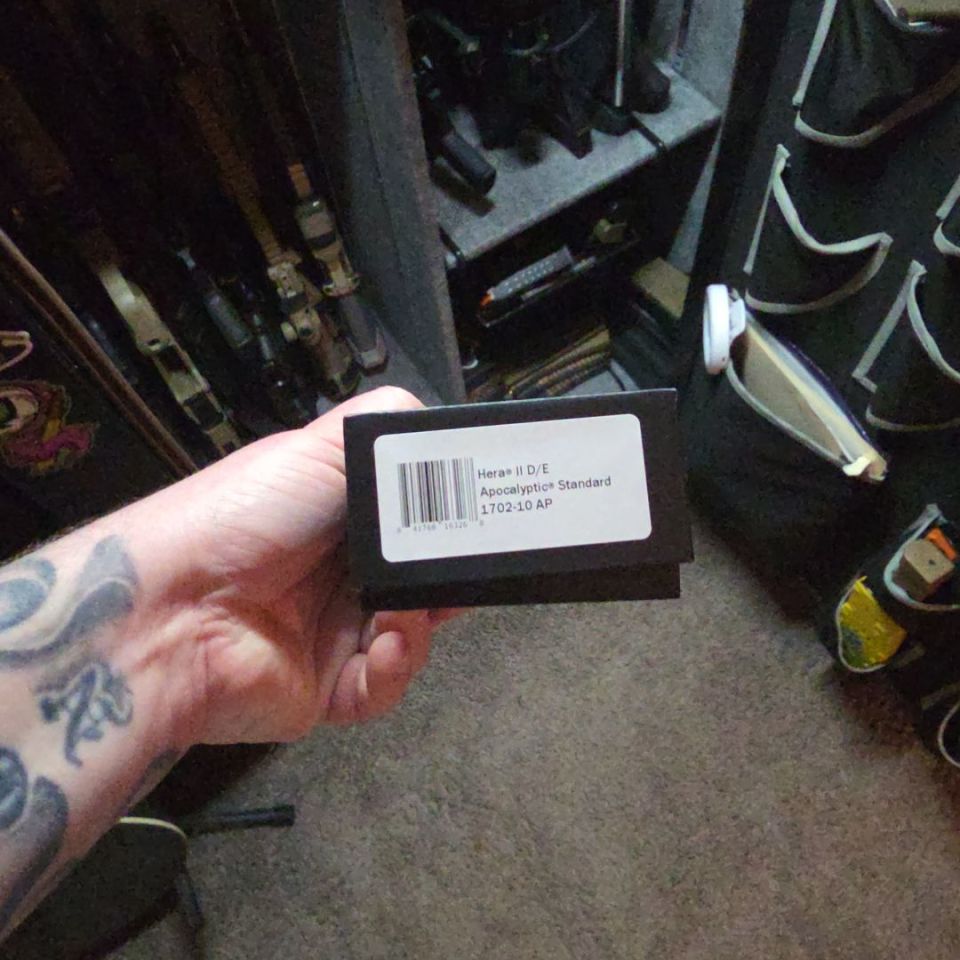 Hera® II D/E
Apocalyptic® Standard
1702-10 AP